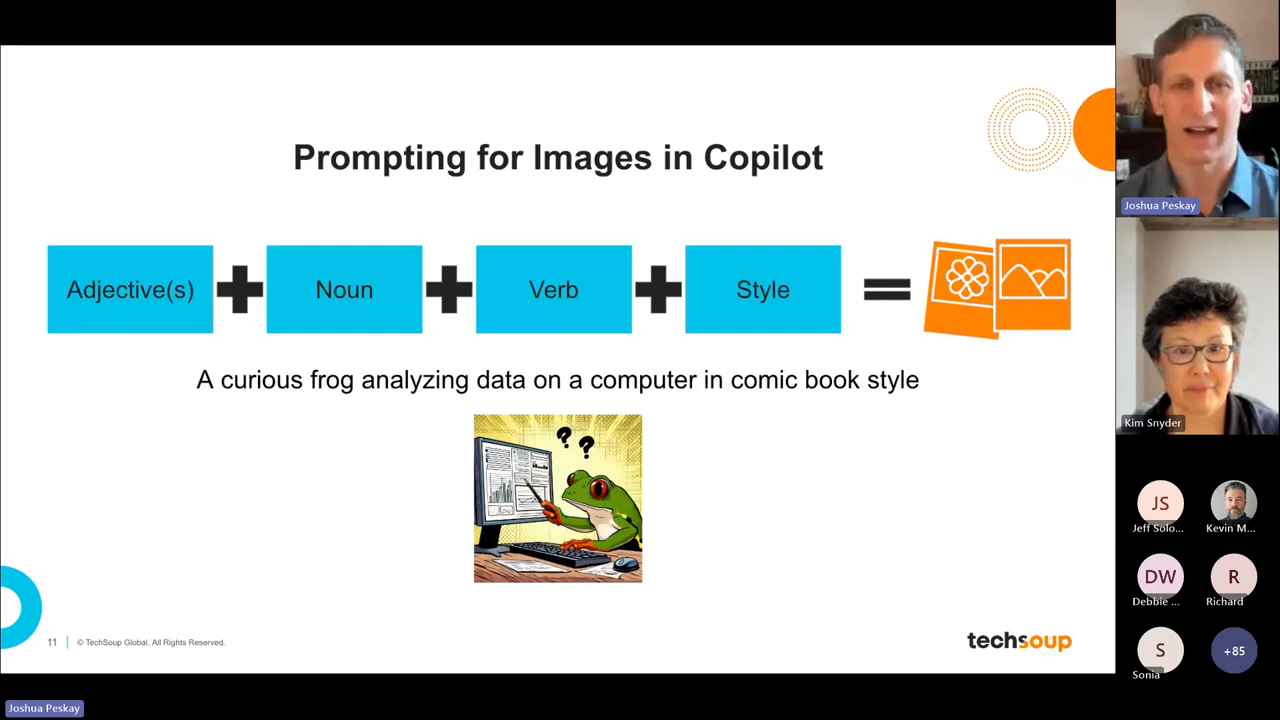 Prompting for Images in Copilot
Adjective(s)
Noun
Verb
Style
A curious frog analyzing data on a computer in comic book style
??
11
© TechSoup Global. All Rights Reserved.
techsoup
Joshua Peskay
Kim Snyder
JS
Jeff Solo...
Kevin M...
DW
R
Debbie ...
Richard
S
+85
Sonia
Joshua Peskay